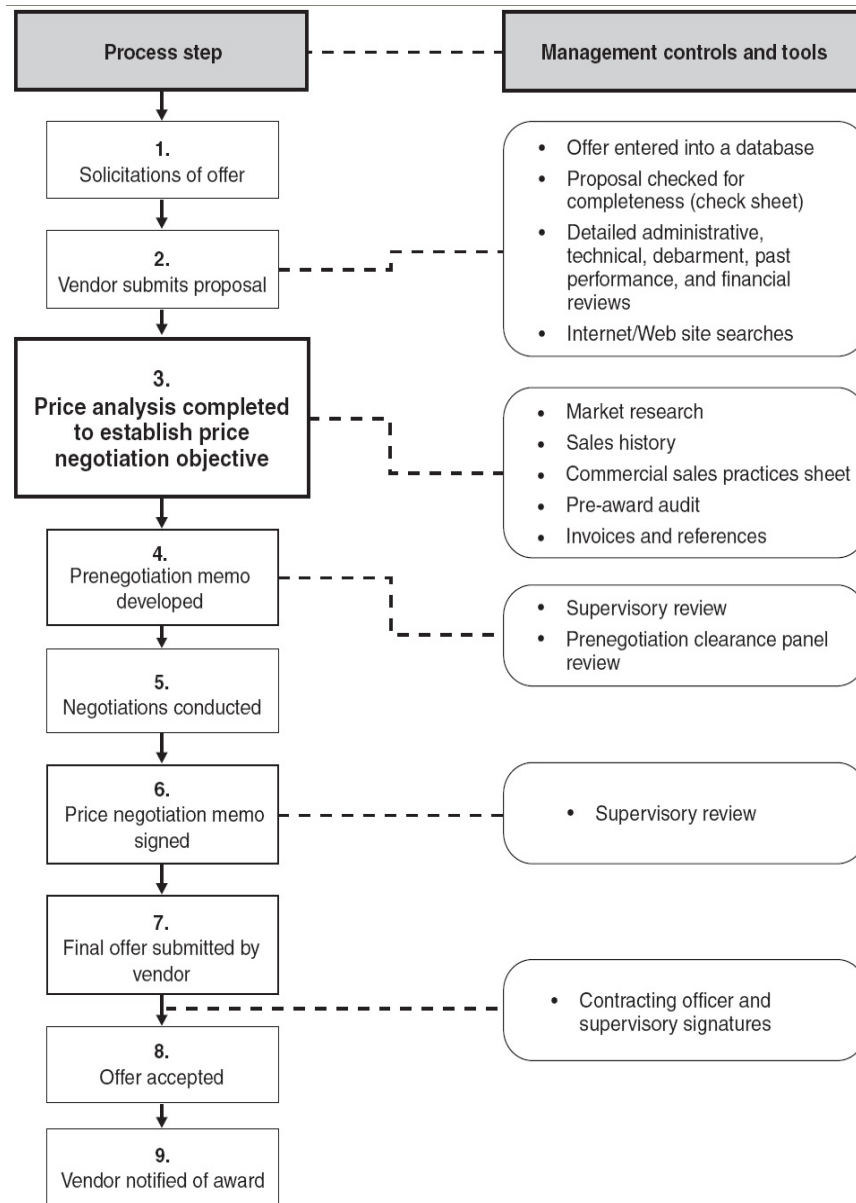 Process step
Management controls and tools
1.
Solicitations of offer
2.
Vendor submits proposal
• Offer entered into a database
• Proposal checked for
completeness (check sheet)
• Detailed administrative,
technical, debarment, past
performance, and financial
reviews
• Internet/Web site searches
3.
Price analysis completed
to establish price
negotiation objective
• Market research
• Sales history
• Commercial sales practices sheet
• Pre-award audit
• Invoices and references
4.
Prenegotiation memo
developed
• Supervisory review
• Prenegotiation clearance panel
review
5.
Negotiations conducted
6.
Price negotiation memo
signed
• Supervisory review
7.
Final offer submitted by
vendor
• Contracting officer and
supervisory signatures
8.
Offer accepted
9.
Vendor notified of award